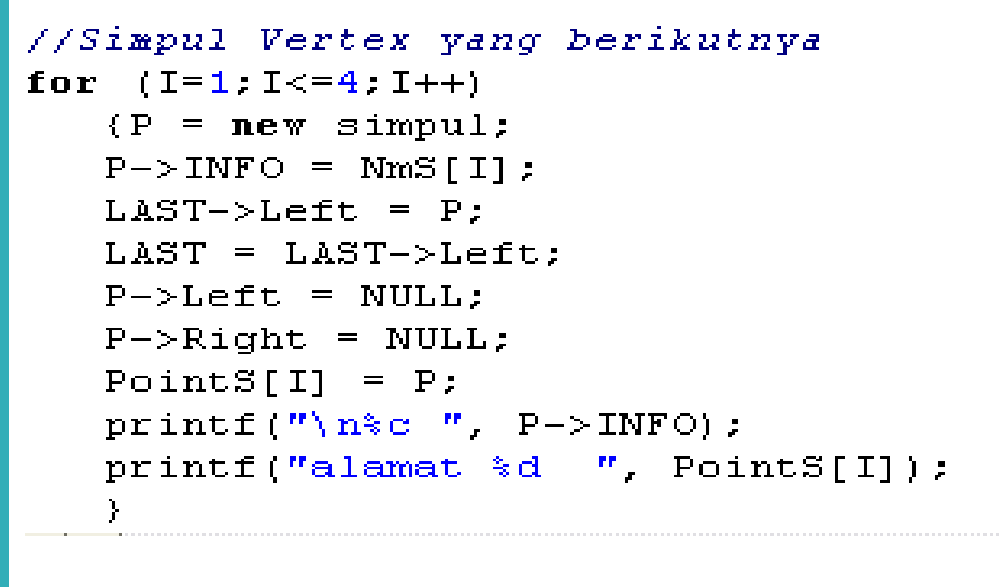 //Simpul Vertex yang berikutnya
for (I=1;I<=4;I++)
{P = new simpul;
P->INFO = NmS[I];
LAST->Left = P;
LAST = LAST->Left;
P->Left = NULL;
P->Right = NULL;
PointS[I] = P;
printf("\n%c ", P->INFO);
printf("alamat %d  ", PointS[I]);
}